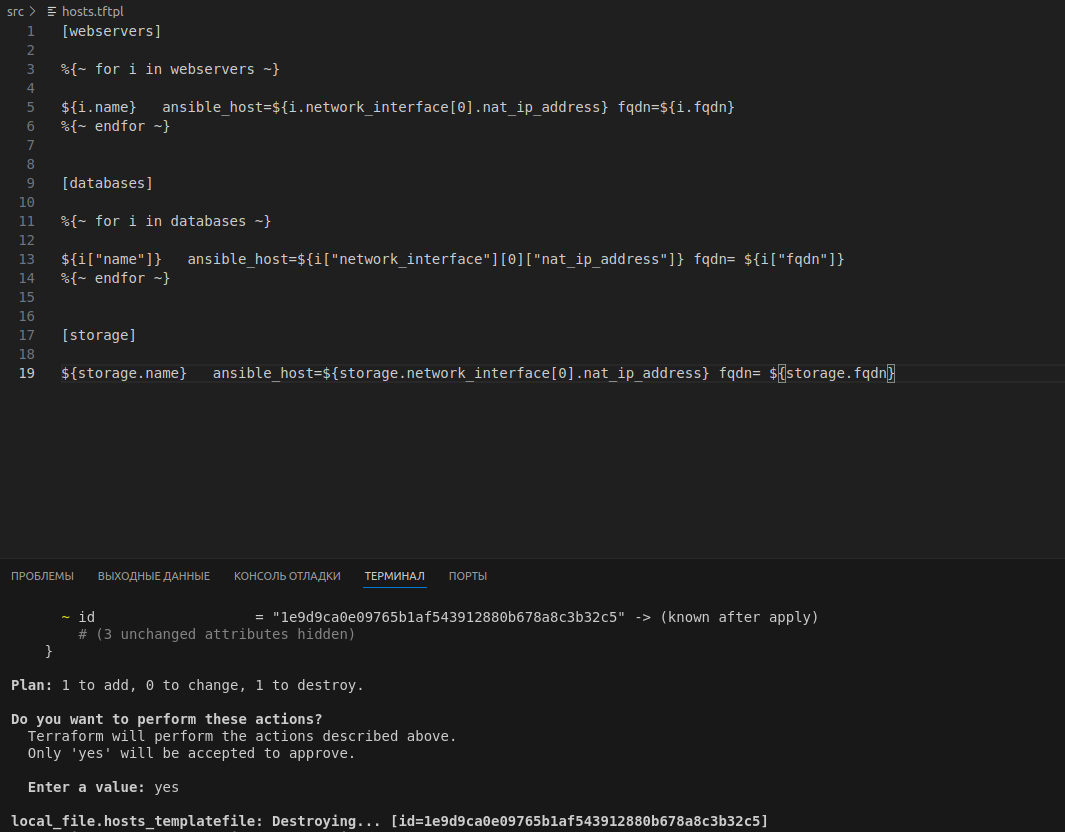 src > hosts.tftpl
1 [webservers]
2
3 %{~ for i in webservers ~}
4
5 ${i.name}   ansible_host=${i.network_interface[0].nat_ip_address} fqdn=${i.fqdn}
6 %{~ endfor ~}
7
8
9 [databases]
10
11 %{~ for i in databases ~}
12
13 ${i["name"]}   ansible_host=${i["network_interface"][0]["nat_ip_address"]} fqdn= ${i["fqdn"]}
14 %{~ endfor ~}
15
16
17 [storage]
18
19 ${storage.name}   ansible_host=${storage.network_interface[0].nat_ip_address} fqdn= ${storage.fqdn}
ПРОБЛЕМЫ ВЫХОДНЫЕ ДАННЫЕ КОНСОЛЬ ОТЛАДКИ ТЕРМИНАЛ ПОРТЫ
~ id                   = "1e9d9ca0e09765b1af543912880b678a8c3b32c5" -> (known after apply)
# (3 unchanged attributes hidden)
}
Plan: 1 to add, 0 to change, 1 to destroy.
Do you want to perform these actions?
Terraform will perform the actions described above.
Only 'yes' will be accepted to approve.
Enter a value: yes
local_file.hosts_templatefile: Destroying... [id=1e9d9ca0e09765b1af543912880b678a8c3b32c5]